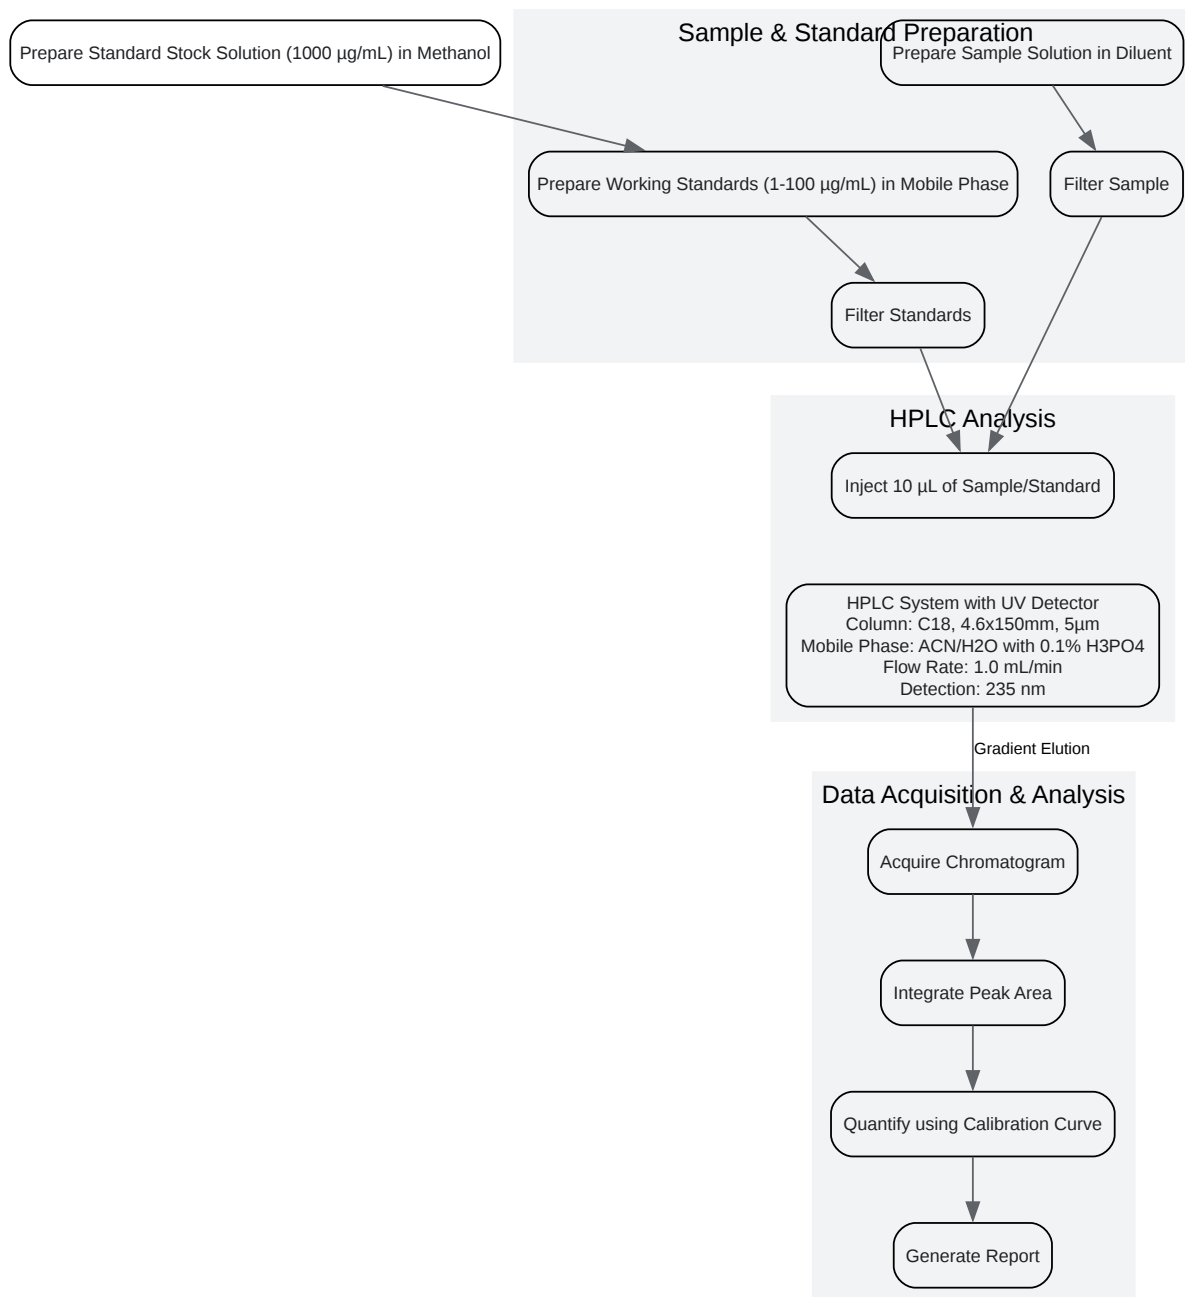 Sample & Standard Preparation
Prepare Standard Stock Solution (1000 µg/mL) in Methanol
Prepare Sample Solution in Diluent
Prepare Working Standards (1-100 µg/mL) in Mobile Phase
Filter Sample
Filter Standards
HPLC Analysis
Inject 10 µL of Sample/Standard
HPLC System with UV Detector
Column: C18, 4.6x150mm, 5µm
Mobile Phase: ACN/H2O with 0.1% H3PO4
Flow Rate: 1.0 mL/min
Detection: 235 nm
Gradient Elution
Data Acquisition & Analysis
Acquire Chromatogram
Integrate Peak Area
Quantify using Calibration Curve
Generate Report